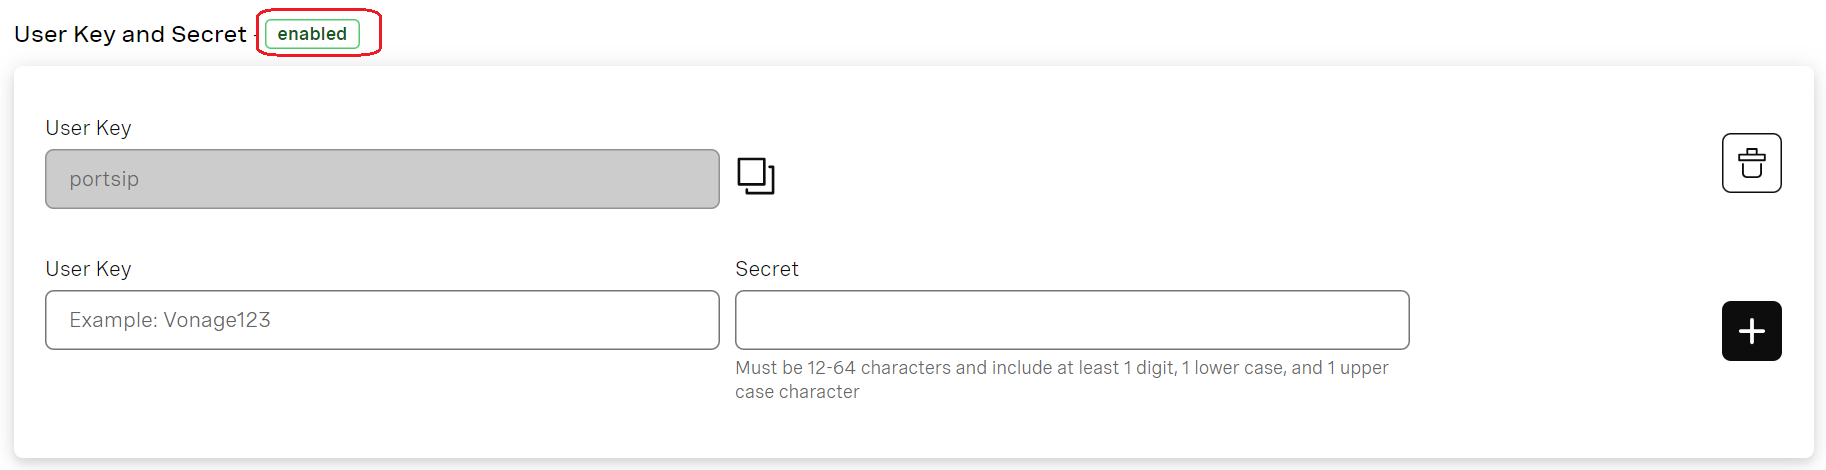 User Key and Secret - enabled
User Key
portsip
User Key
Secret
Example: Vonage123
Must be 12-64 characters and include at least 1 digit, 1 lower case, and 1 upper
case character